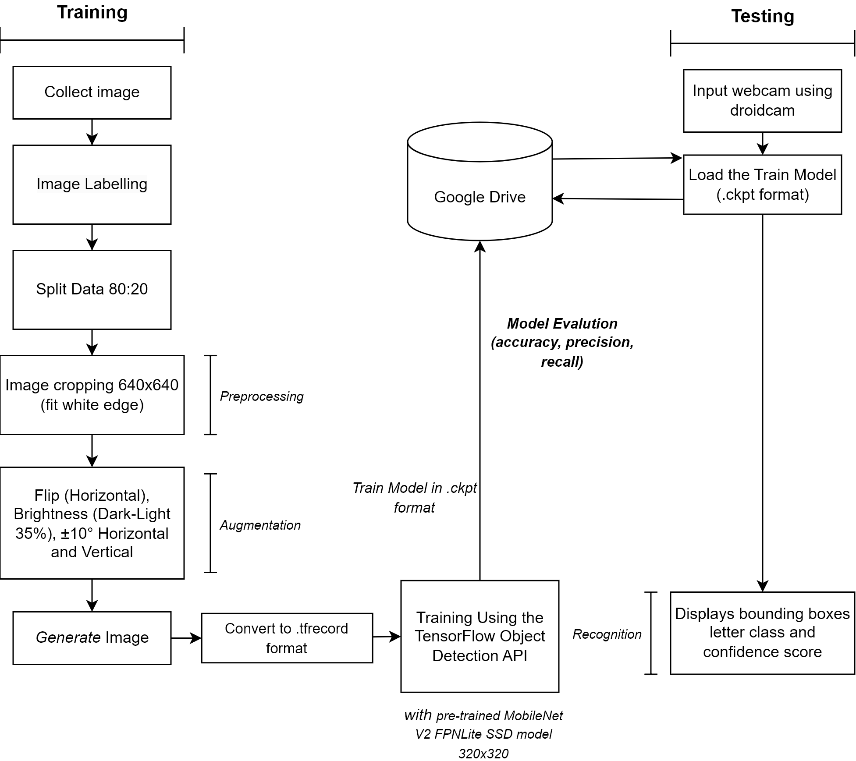 Training
Collect image
Image Labelling
Split Data 80:20
Image cropping 640x640
(fit white edge)
Preprocessing
Flip (Horizontal),
Brightness (Dark-Light
35%), ±10° Horizontal
and Vertical
Augmentation
Generate Image
Convert to .tfrecord
format
Training Using the
TensorFlow Object
Detection API
with pre-trained MobileNet
V2 FPNLite SSD model
320x320
Train Model in .ckpt
format
Model Evalution
(accuracy, precision,
recall)
Google Drive
Testing
Input webcam using
droidcam
Load the Train Model
(.ckpt format)
Recognition
Displays bounding boxes
letter class and
confidence score